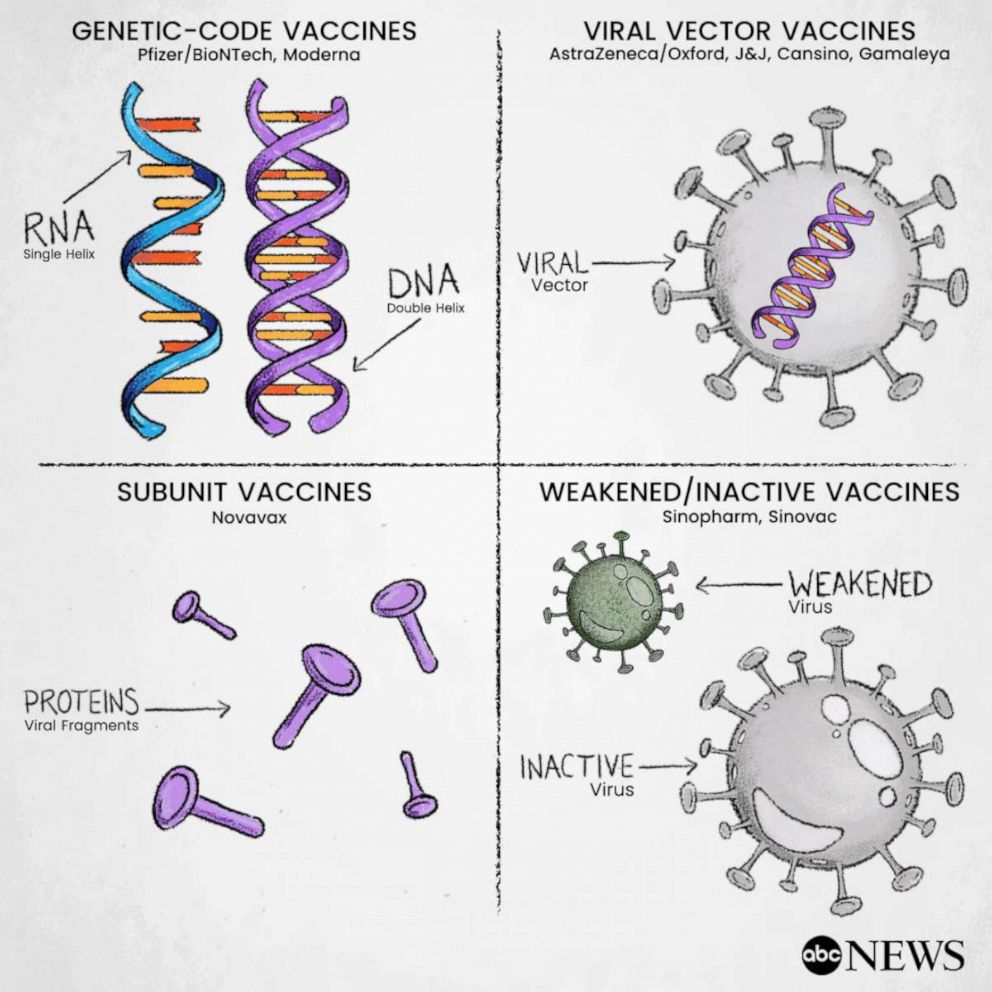 GENETIC-CODE VACCINES
Pfizer/BioNTech, Moderna
RNA
Single Helix
DNA
Double Helix
VIRAL VECTOR VACCINES
AstraZeneca/Oxford, J&J, Cansino, Gamaleya
VIRAL
Vector
SUBUNIT VACCINES
Novavax
PROTEINS
Viral Fragments
WEAKENED/INACTIVE VACCINES
Sinopharm, Sinovac
WEAKENED
Virus
INACTIVE
Virus
abc NEWS